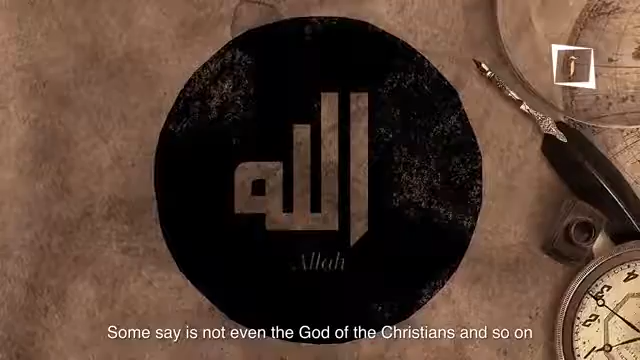 الله
Allah
Some say is not even the God of the Christians and so on